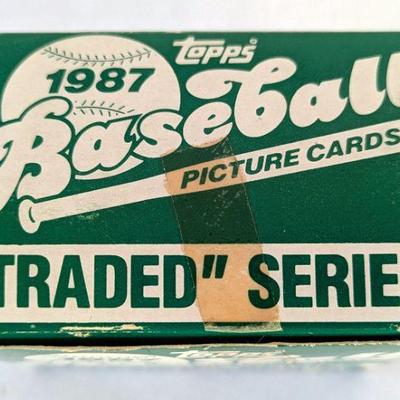 Topps
1987
Baseball
PICTURE CARDS
TRADED" SERIE